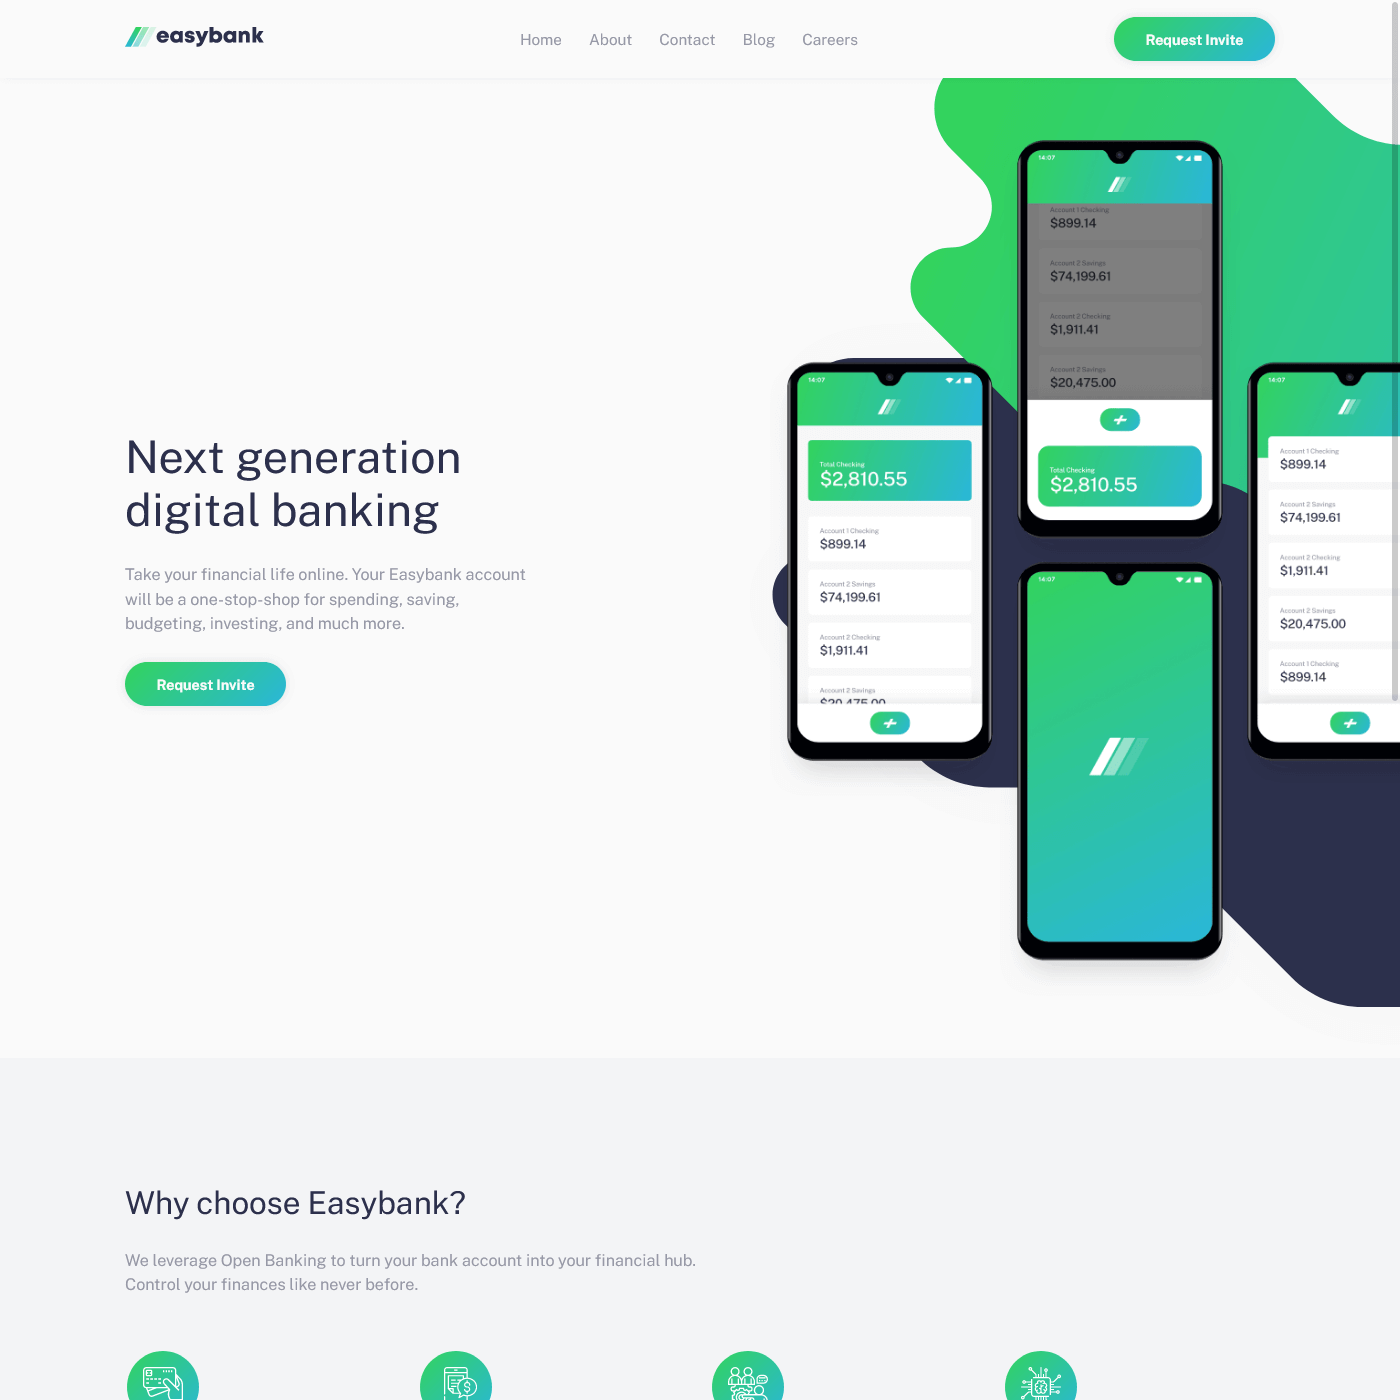 easybank
Home
About
Contact
Blog
Careers
Request Invite
Next generation
digital banking
Take your financial life online. Your Easybank account
will be a one-stop-shop for spending, saving,
budgeting, investing, and much more.
Request Invite
14:07
Account 1 Checking
$899.14
Account 2 Savings
$74,199.61
Account 2 Checking
$1,911.41
Account 2 Savings
$20,475.00
Total Checking
$2,810.55
14:07
Total Checking
$2,810.55
Account 1 Checking
$899.14
Account 2 Savings
$74,199.61
Account 2 Checking
$1,911.41
Account 2 Savings
$20,475.00
14:07
Account 1 Checking
$899.14
Account 2 Savings
$74,199.61
Account 2 Checking
$1,911.41
Account 2 Savings
$20,475.00
Account 1 Checking
$899.14
14:07
Why choose Easybank?
We leverage Open Banking to turn your bank account into your financial hub.
Control your finances like never before.